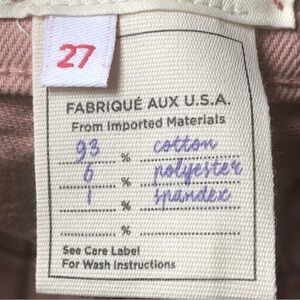 27
FABRIQUÉ AUX U.S.A.
From Imported Materials
93 % cotton
6 % polyester
1 % spandex
%
See Care Label
For Wash Instructions